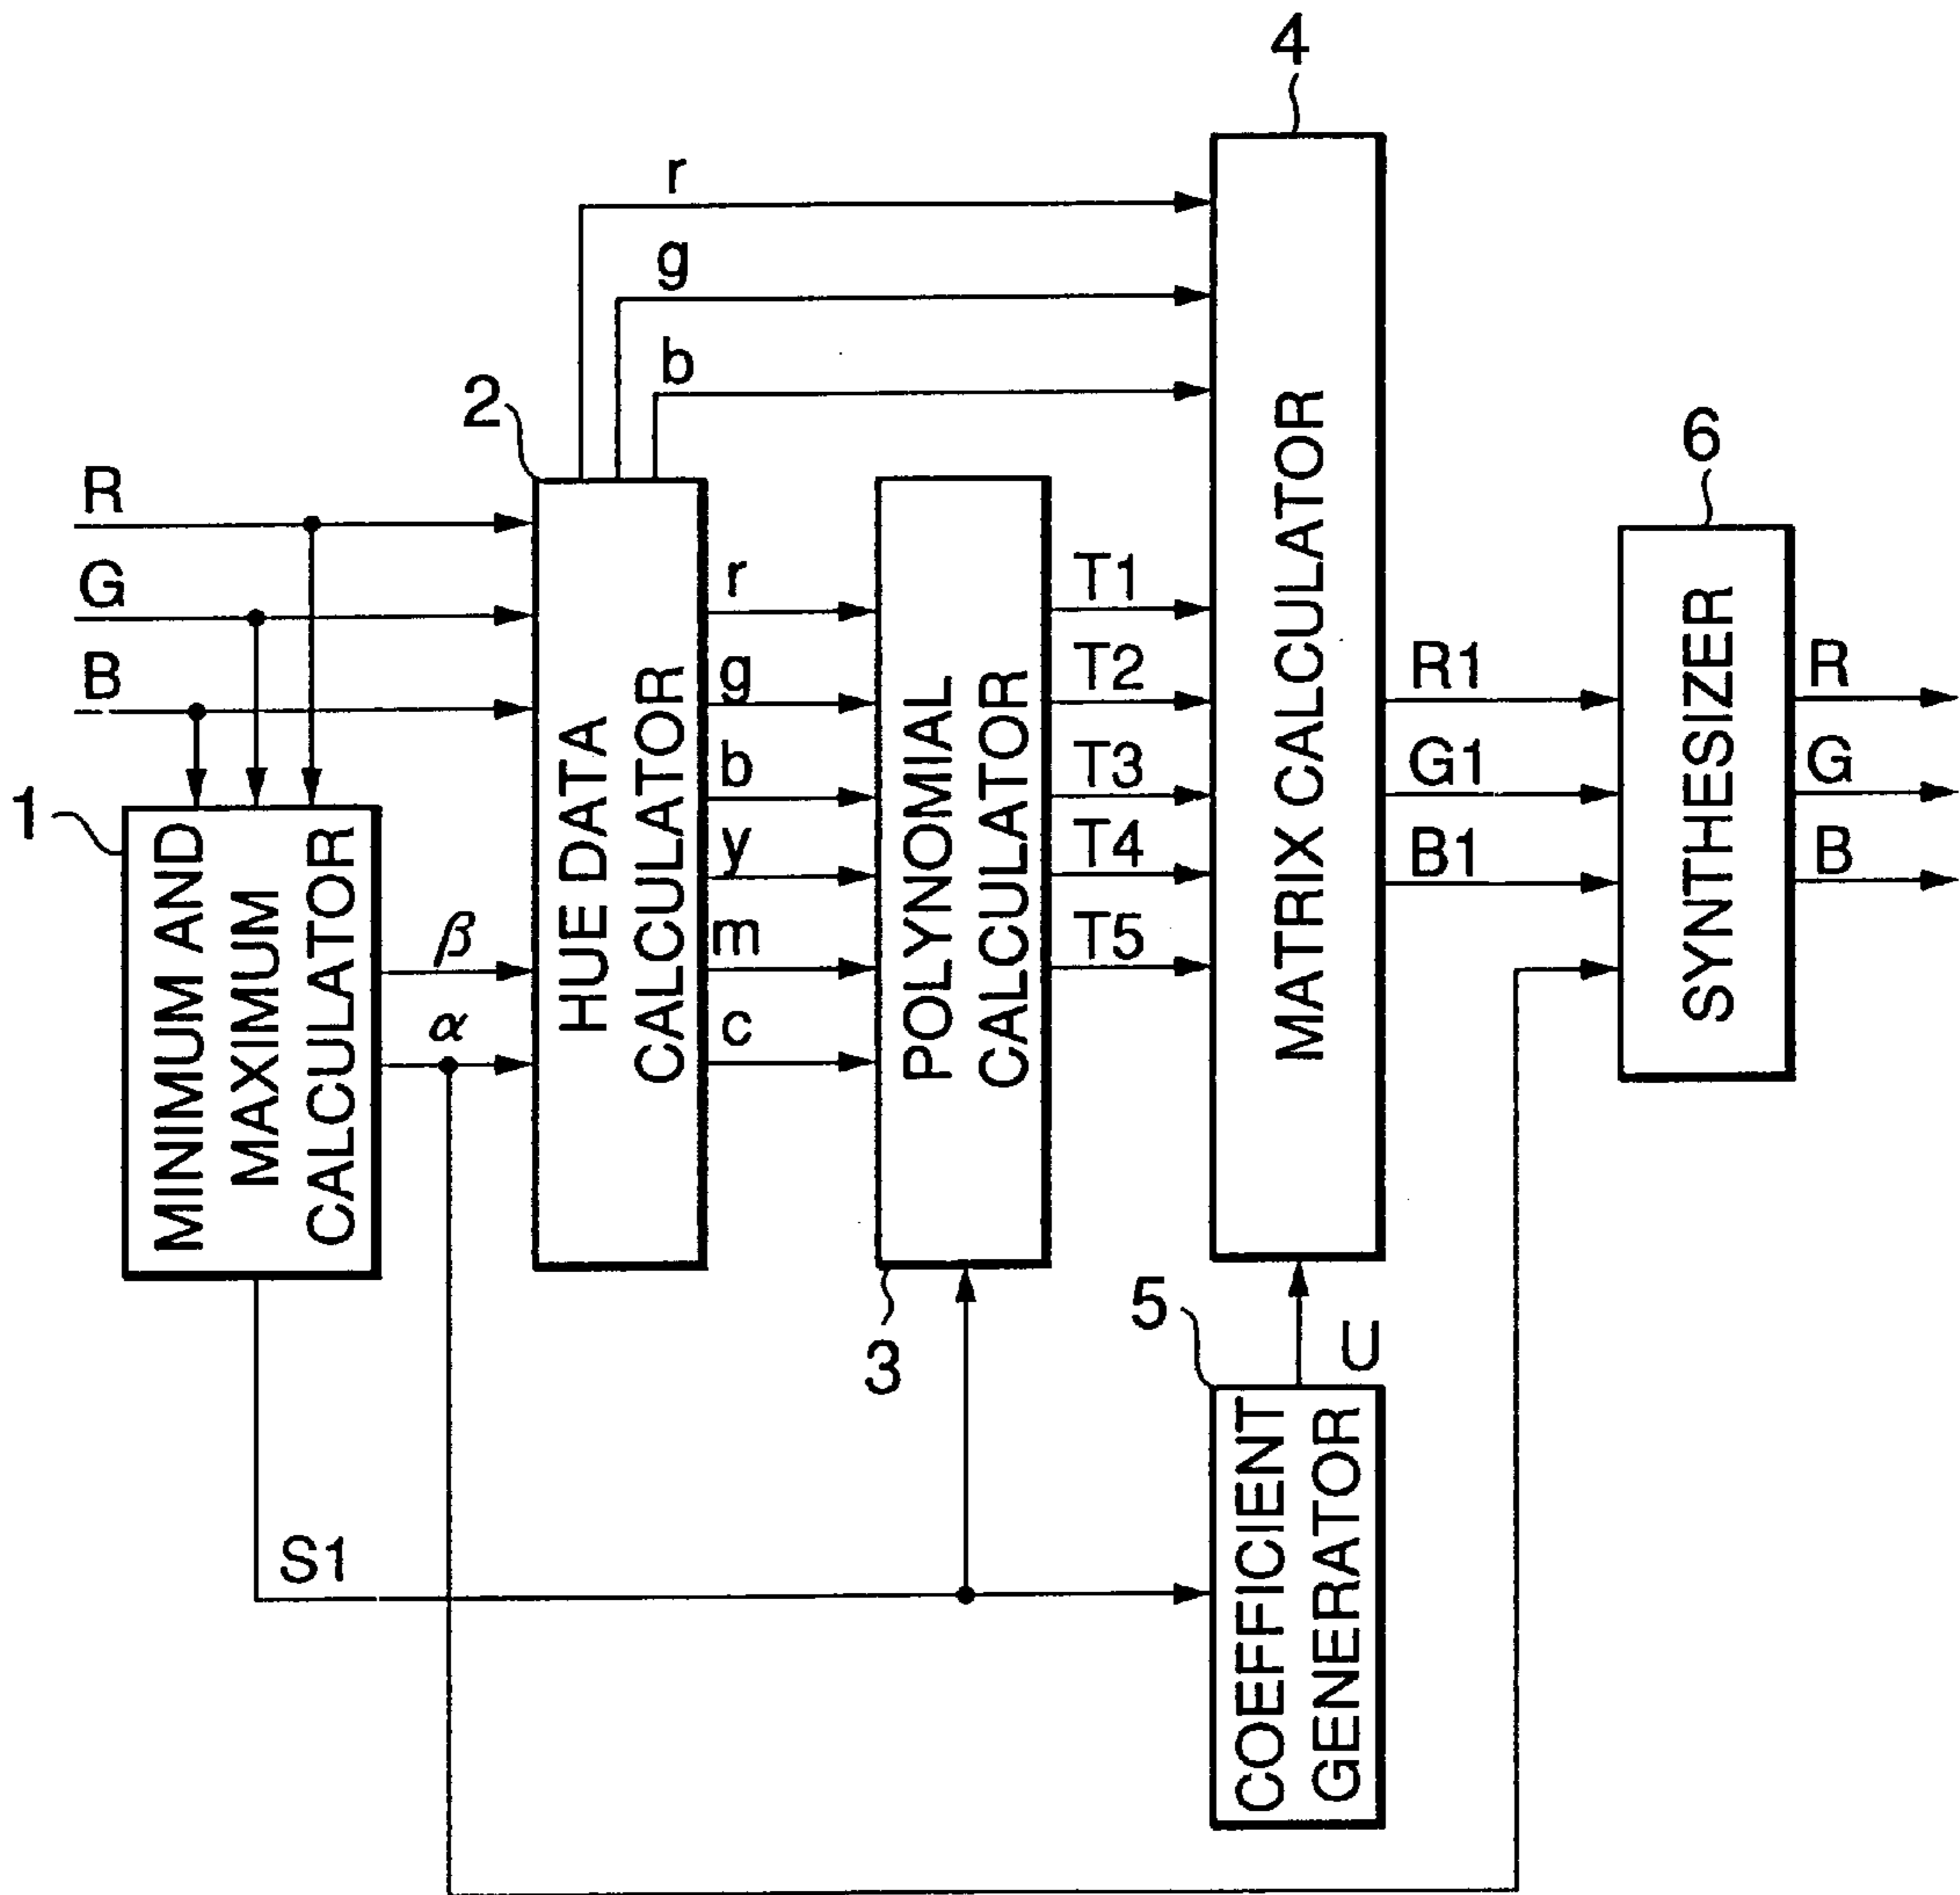 4
r
g
b
2
6
R
G
B
r
g
b
y
m
c
T1
T2
T3
T4
T5
R1
G1
B1
R
G
B
1
MINIMUM AND
MAXIMUM
CALCULATOR
β
α
HUE DATA
CALCULATOR
POLYNOMIAL
CALCULATOR
MATRIX CALCULATOR
SYNTHESIZER
3
5
U
S1
COEFFICIENT
GENERATOR